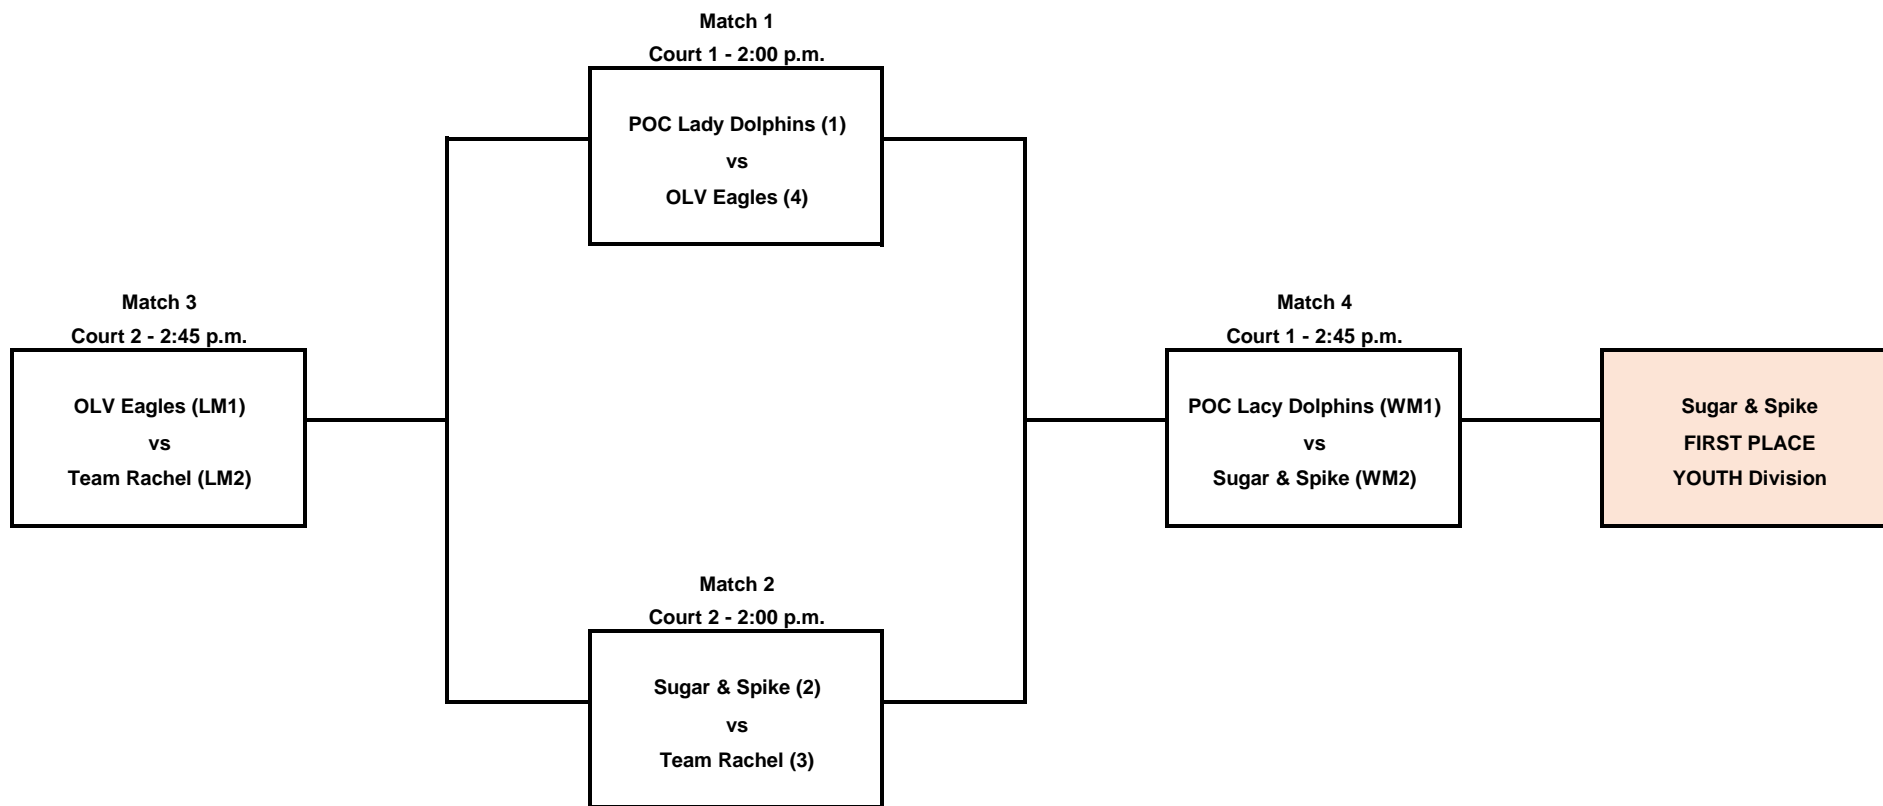 Match 1
Court 1 - 2:00 p.m.
POC Lady Dolphins (1)
vs
OLV Eagles (4)
Match 3
Court 2 - 2:45 p.m.
OLV Eagles (LM1)
vs
Team Rachel (LM2)
Match 4
Court 1 - 2:45 p.m.
POC Lacy Dolphins (WM1)
vs
Sugar & Spike (WM2)
Sugar & Spike
FIRST PLACE
YOUTH Division
Match 2
Court 2 - 2:00 p.m.
Sugar & Spike (2)
vs
Team Rachel (3)